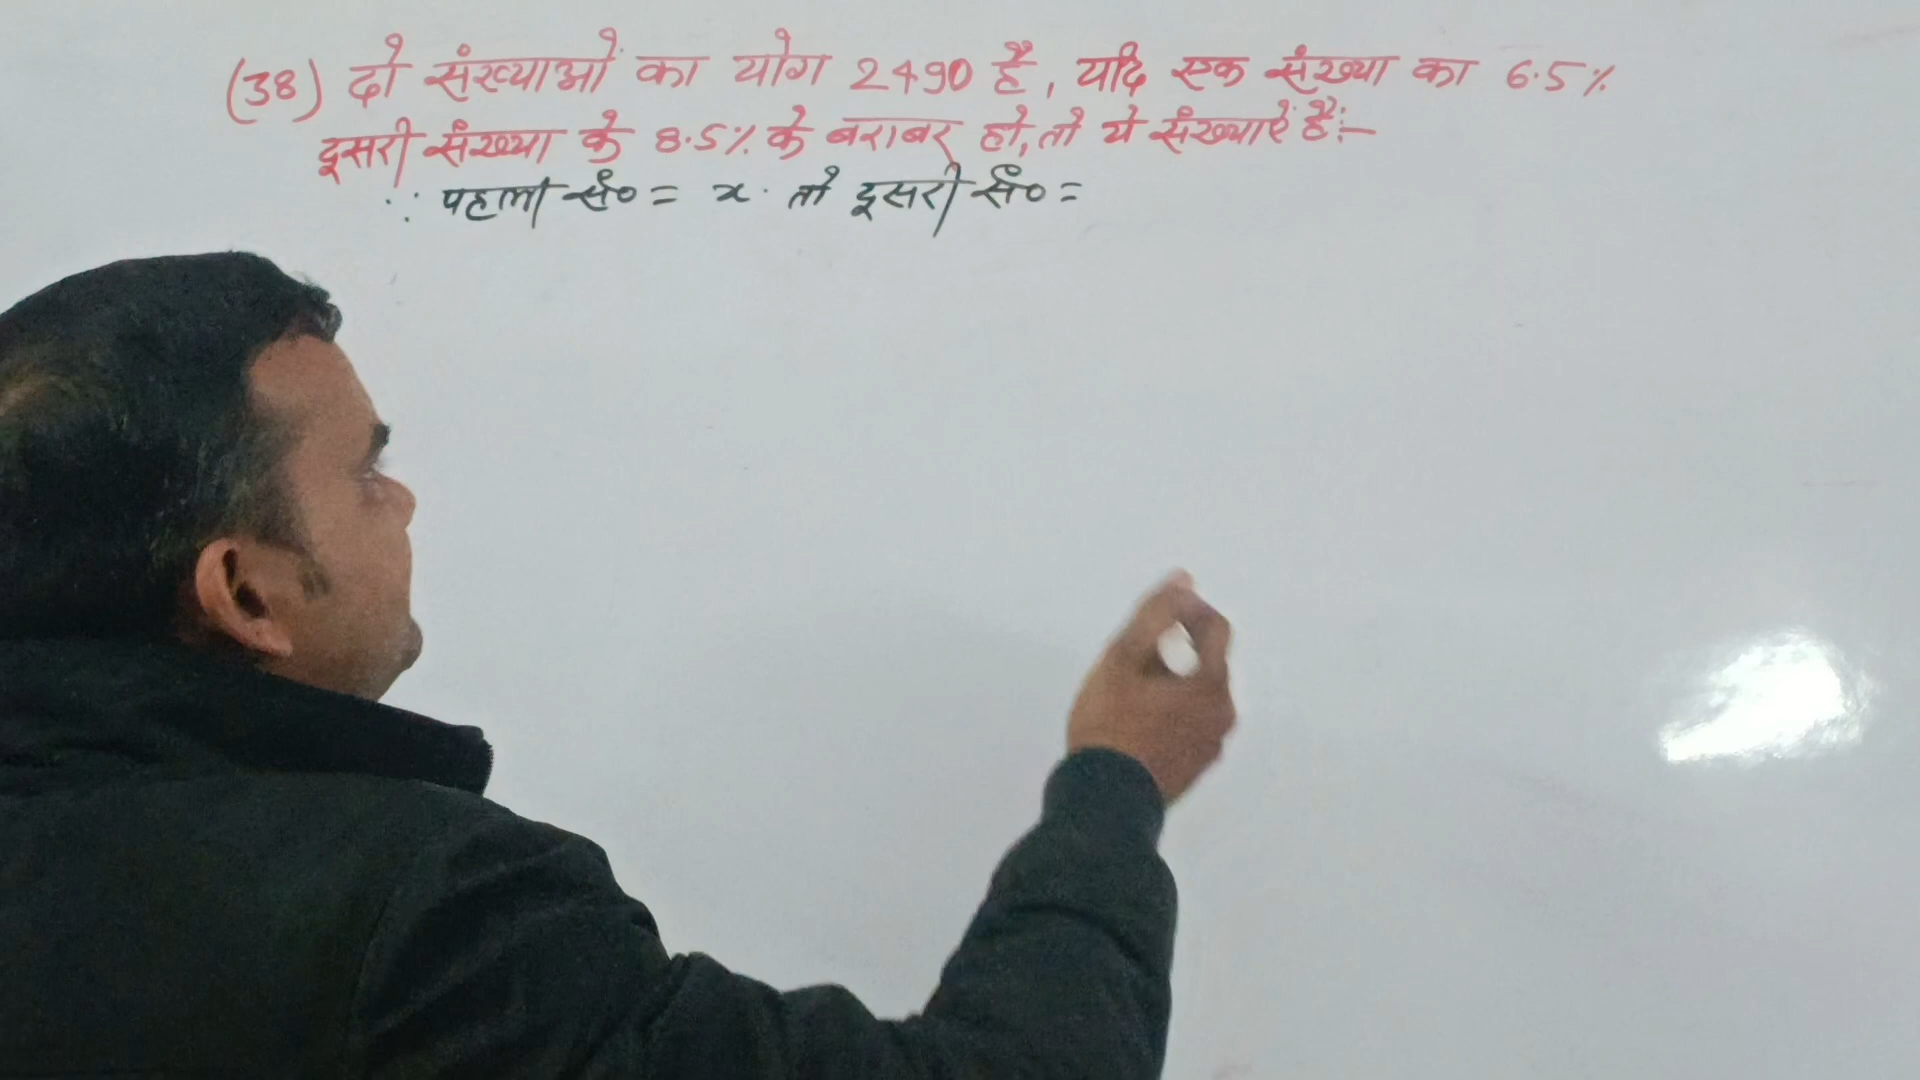 (38) दो संख्याओं का योग 2490 है, यदि एक संख्या का 6.5%
दूसरी संख्या के 8.5% के बराबर हो, तो ये संख्याऐं हैं:-
∵ पहली सं० = x. तो दूसरी सं० =